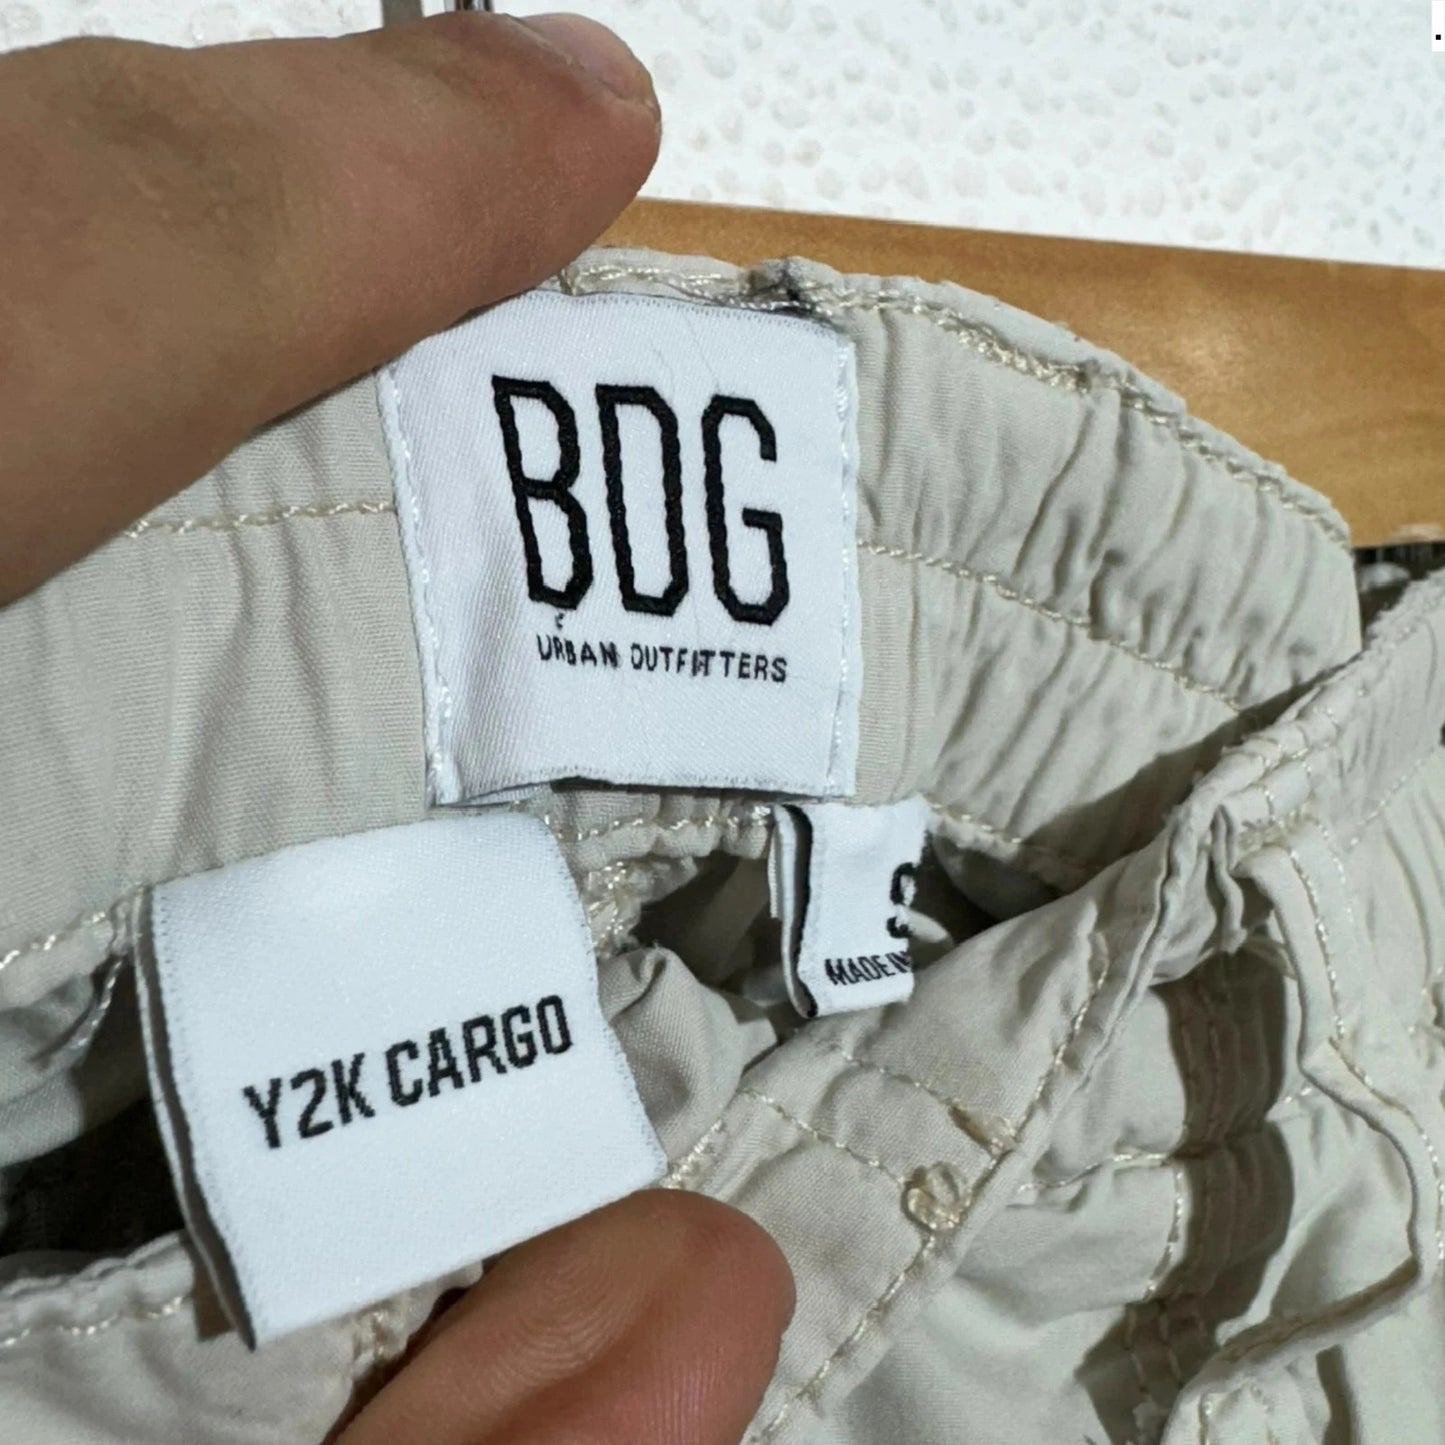 BDG
URBAN OUTFITTERS
S
MADE IN
Y2K CARGO